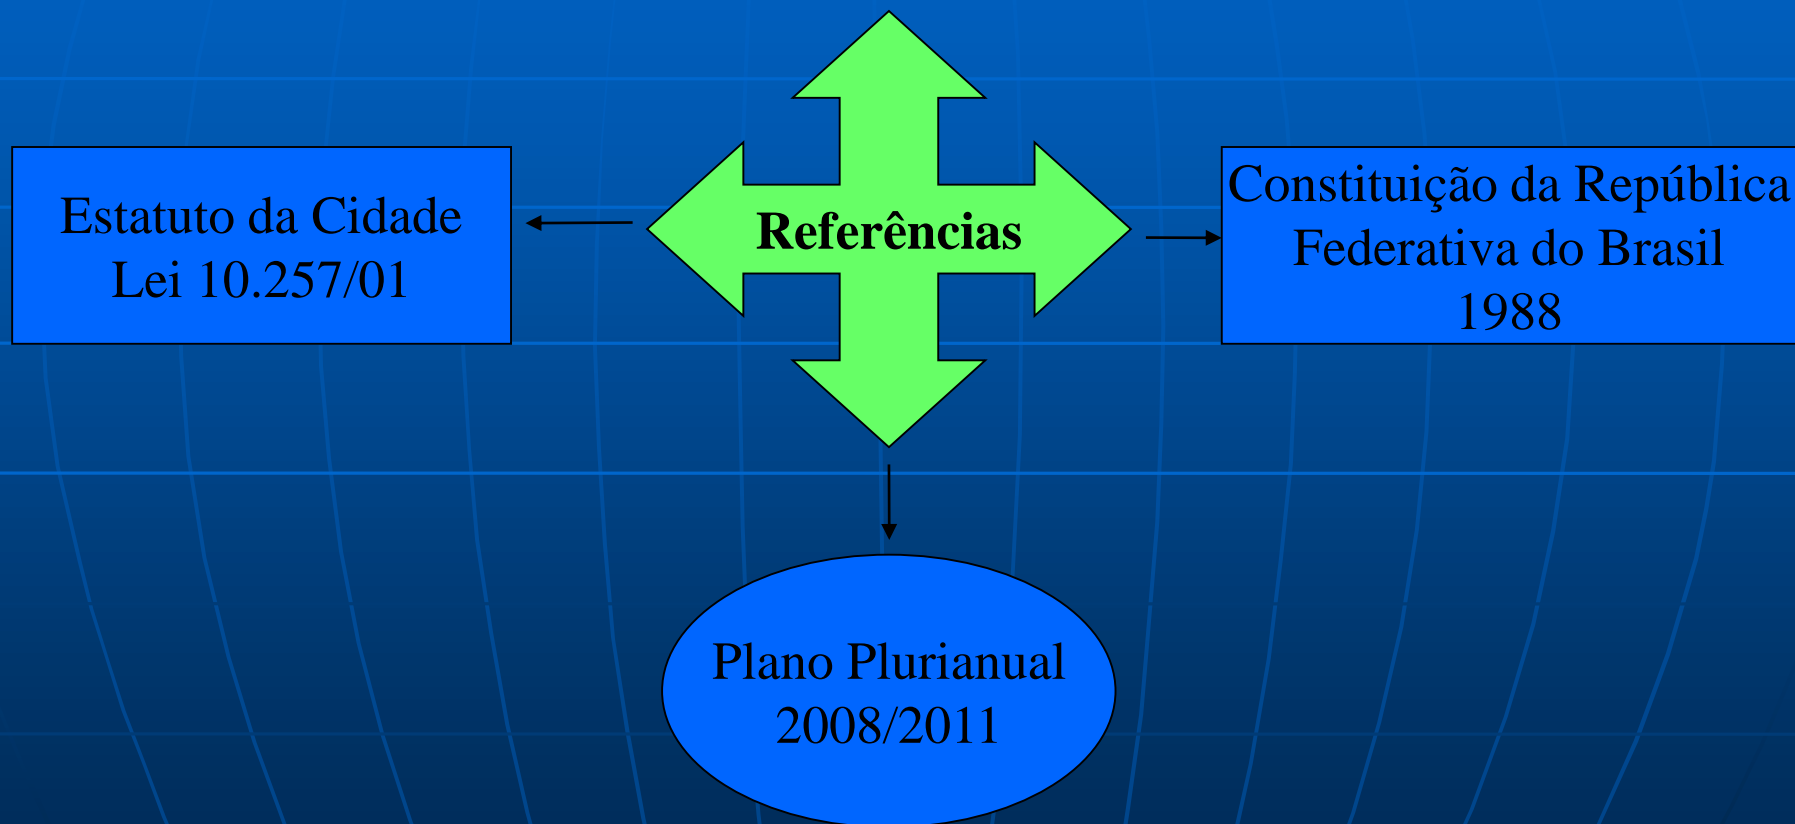 Estatuto da Cidade
Lei 10.257/01
Referências
Constituição da República
Federativa do Brasil
1988
Plano Plurianual
2008/2011